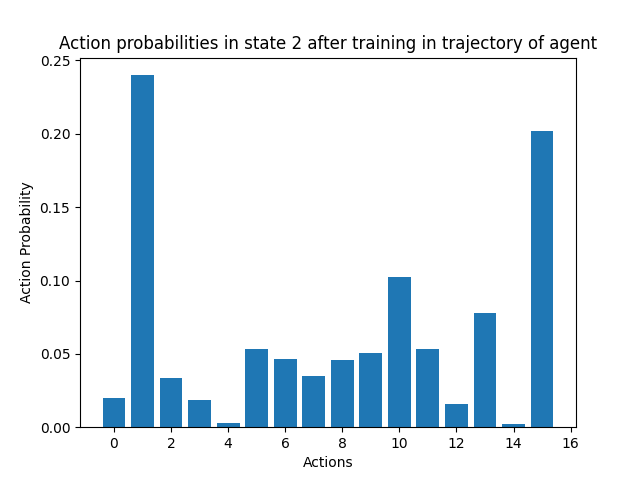 Action probabilities in state 2 after training in trajectory of agent
0.25
0.20
0.15
0.10
0.05
0.00
Action Probability
0 2 4 6 8 10 12 14 16
Actions